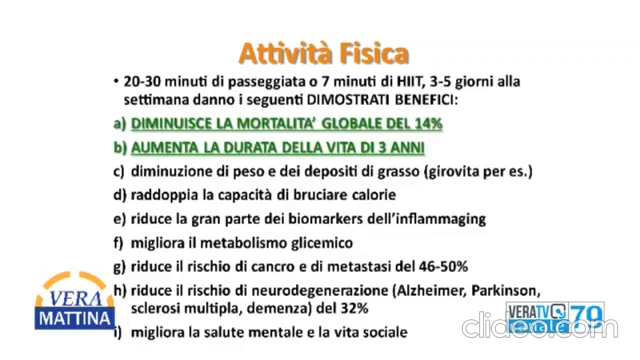 Attività Fisica
• 20-30 minuti di passeggiata o 7 minuti di HIIT, 3-5 giorni alla
settimana danno i seguenti DIMOSTRATI BENEFICI:
a) DIMINUISCE LA MORTALITA' GLOBALE DEL 14%
b) AUMENTA LA DURATA DELLA VITA DI 3 ANNI
c) diminuzione di peso e dei depositi di grasso (girovita per es.)
d) raddoppia la capacità di bruciare calorie
e) riduce la gran parte dei biomarkers dell'inflammaging
f) migliora il metabolismo glicemico
g) riduce il rischio di cancro e di metastasi del 46-50%
h) riduce il rischio di neurodegenerazione (Alzheimer, Parkinson,
sclerosi multipla, demenza) del 32%
i) migliora la salute mentale e la vita sociale
VERA
MATTINA
VERATV
canale 79
clideo.com